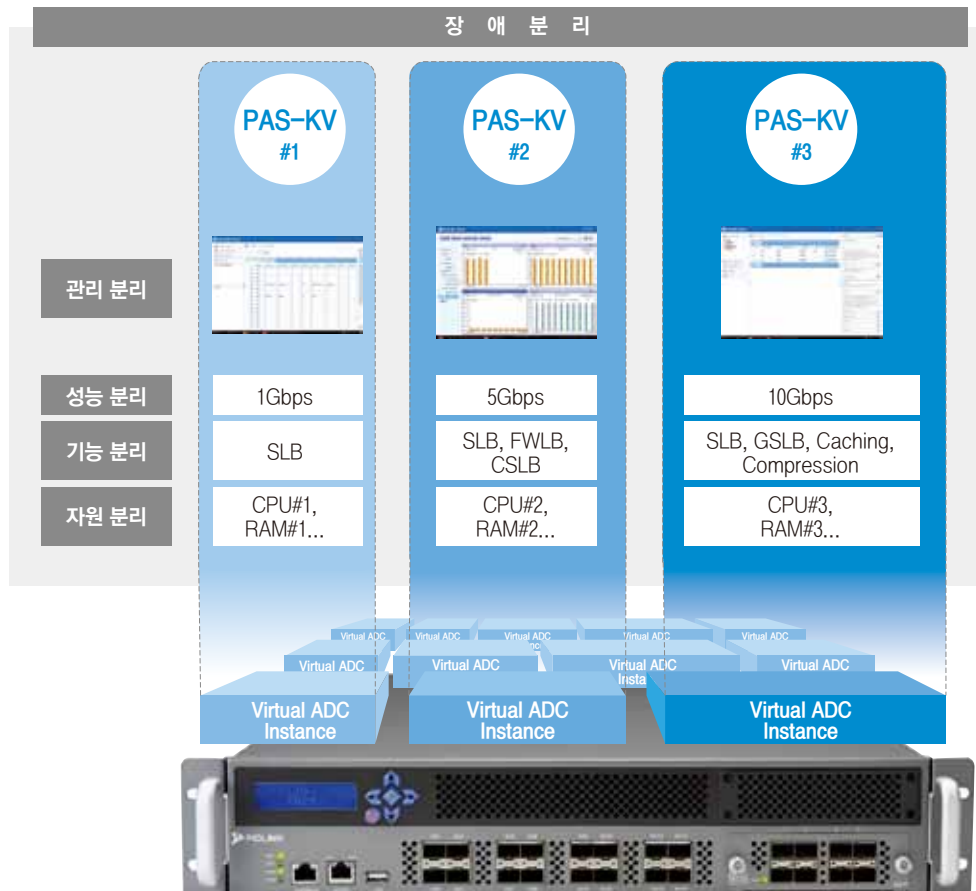 장 애 분 리
PAS-KV
#1
PAS-KV
#2
PAS-KV
#3
관리 분리
성능 분리
1Gbps
5Gbps
10Gbps
기능 분리
SLB
SLB, FWLB,
CSLB
SLB, GSLB, Caching,
Compression
자원 분리
CPU#1,
RAM#1...
CPU#2,
RAM#2...
CPU#3,
RAM#3...
Virtual ADC
Virtual ADC
Virtual ADC
Virtual ADC
Virtual ADC
Virtual ADC
Virtual ADC
Virtual ADC
Virtual ADC
Virtual ADC
Instance
Virtual ADC
Instance
Virtual ADC
Instance
PIOLINK